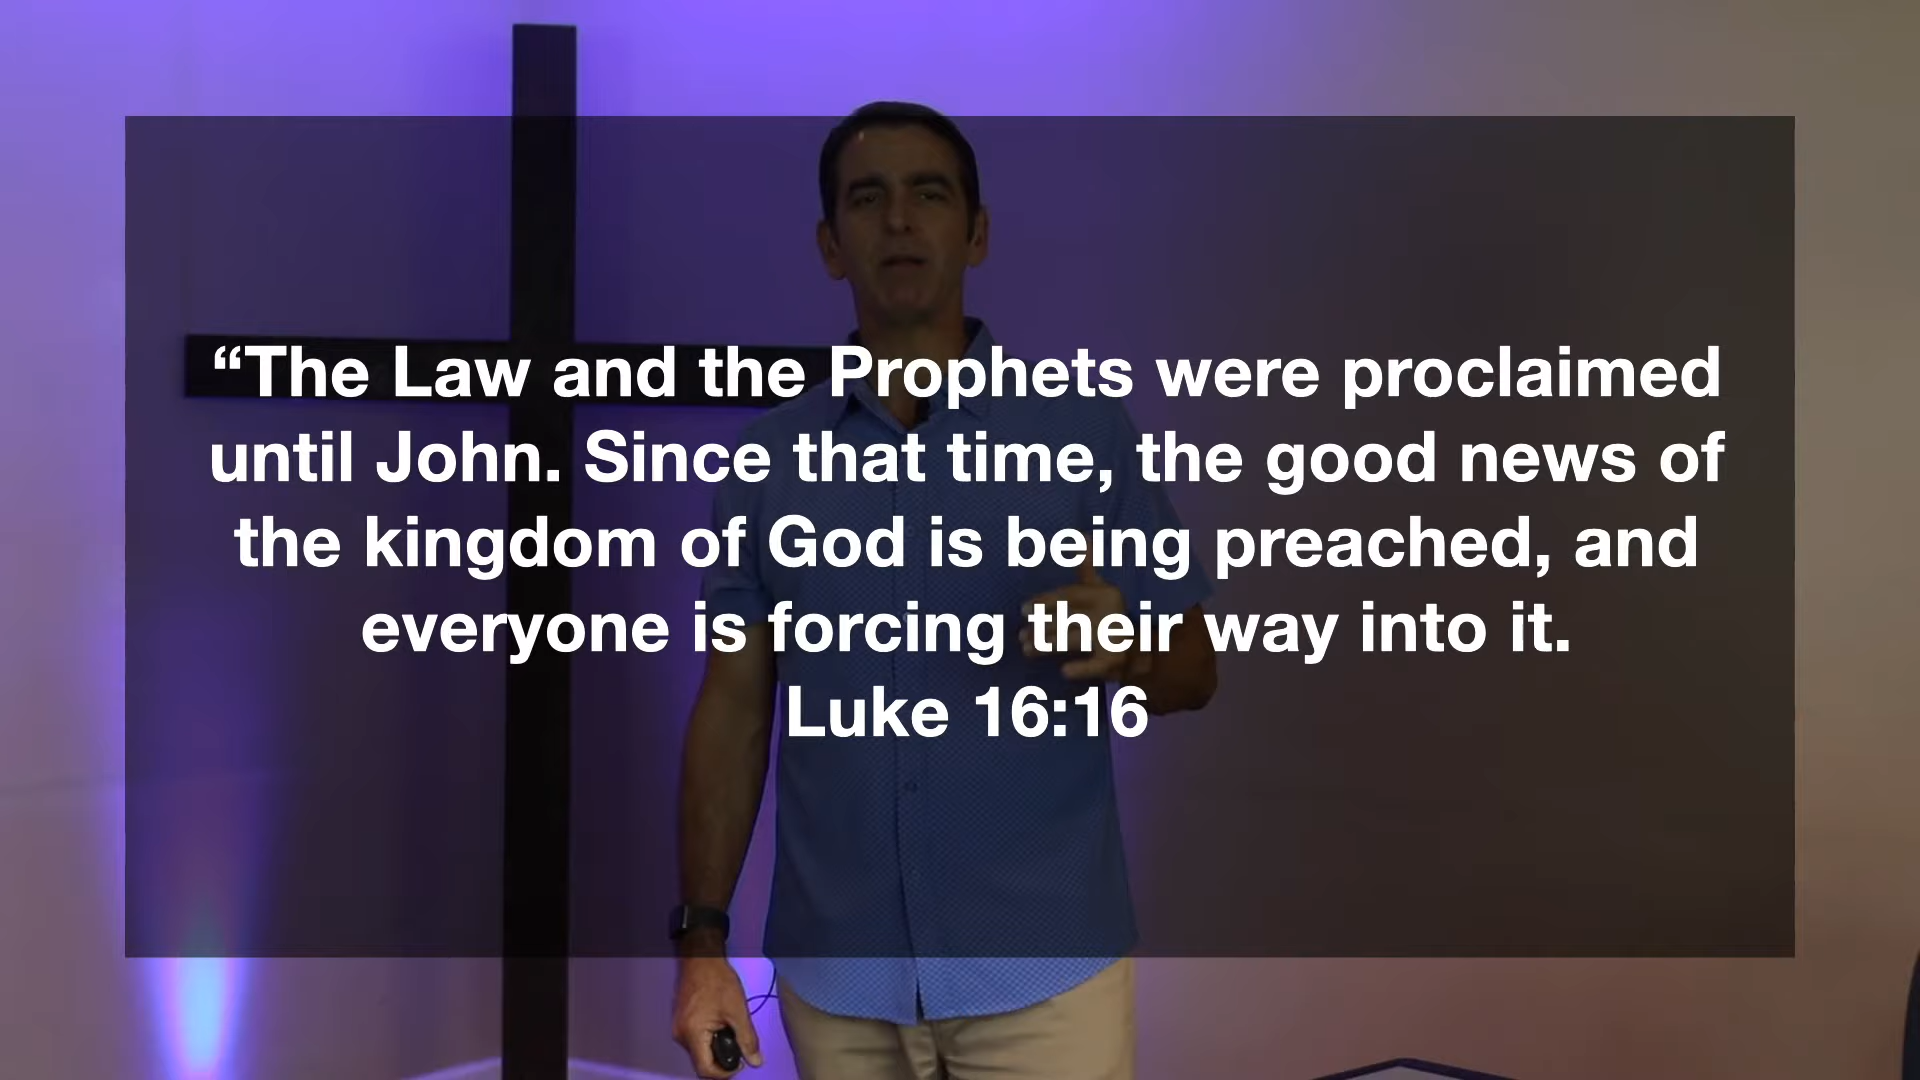 “The Law and the Prophets were proclaimed
until John. Since that time, the good news of
the kingdom of God is being preached, and
everyone is forcing their way into it.
Luke 16:16